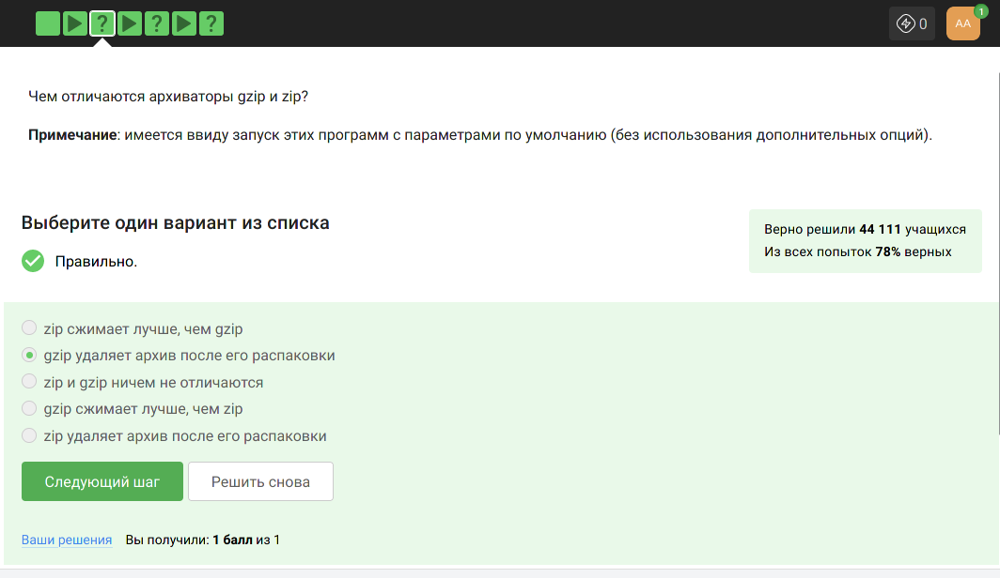 ? ? ?
0
AA
1
Чем отличаются архиваторы gzip и zip?
Примечание: имеется ввиду запуск этих программ с параметрами по умолчанию (без использования дополнительных опций).
Выберите один вариант из списка
Правильно.
Верно решили 44 111 учащихся
Из всех попыток 78% верных
zip сжимает лучше, чем gzip
gzip удаляет архив после его распаковки
zip и gzip ничем не отличаются
gzip сжимает лучше, чем zip
zip удаляет архив после его распаковки
Следующий шаг
Решить снова
Ваши решения Вы получили: 1 балл из 1